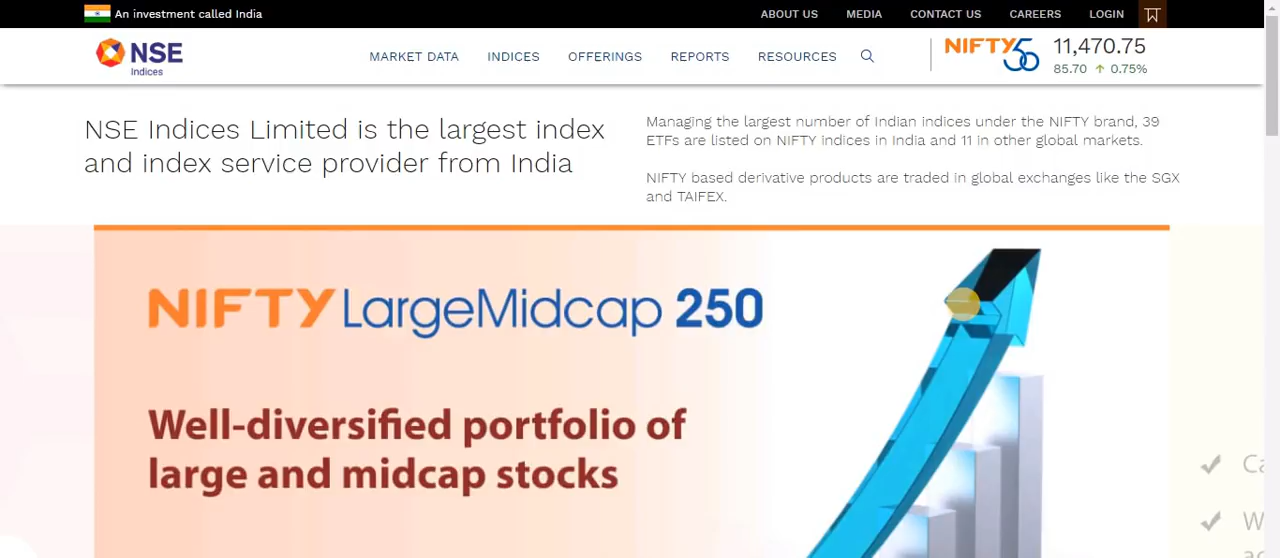 An investment called India
ABOUT US MEDIA CONTACT US CAREERS LOGIN
NSE
Indices
MARKET DATA INDICES OFFERINGS REPORTS RESOURCES
NIFTY 50
11,470.75
85.70 ↑ 0.75%
NSE Indices Limited is the largest index
and index service provider from India
Managing the largest number of Indian indices under the NIFTY brand, 39
ETFs are listed on NIFTY indices in India and 11 in other global markets.
NIFTY based derivative products are traded in global exchanges like the SGX
and TAIFEX.
NIFTY LargeMidcap 250
Well-diversified portfolio of
large and midcap stocks